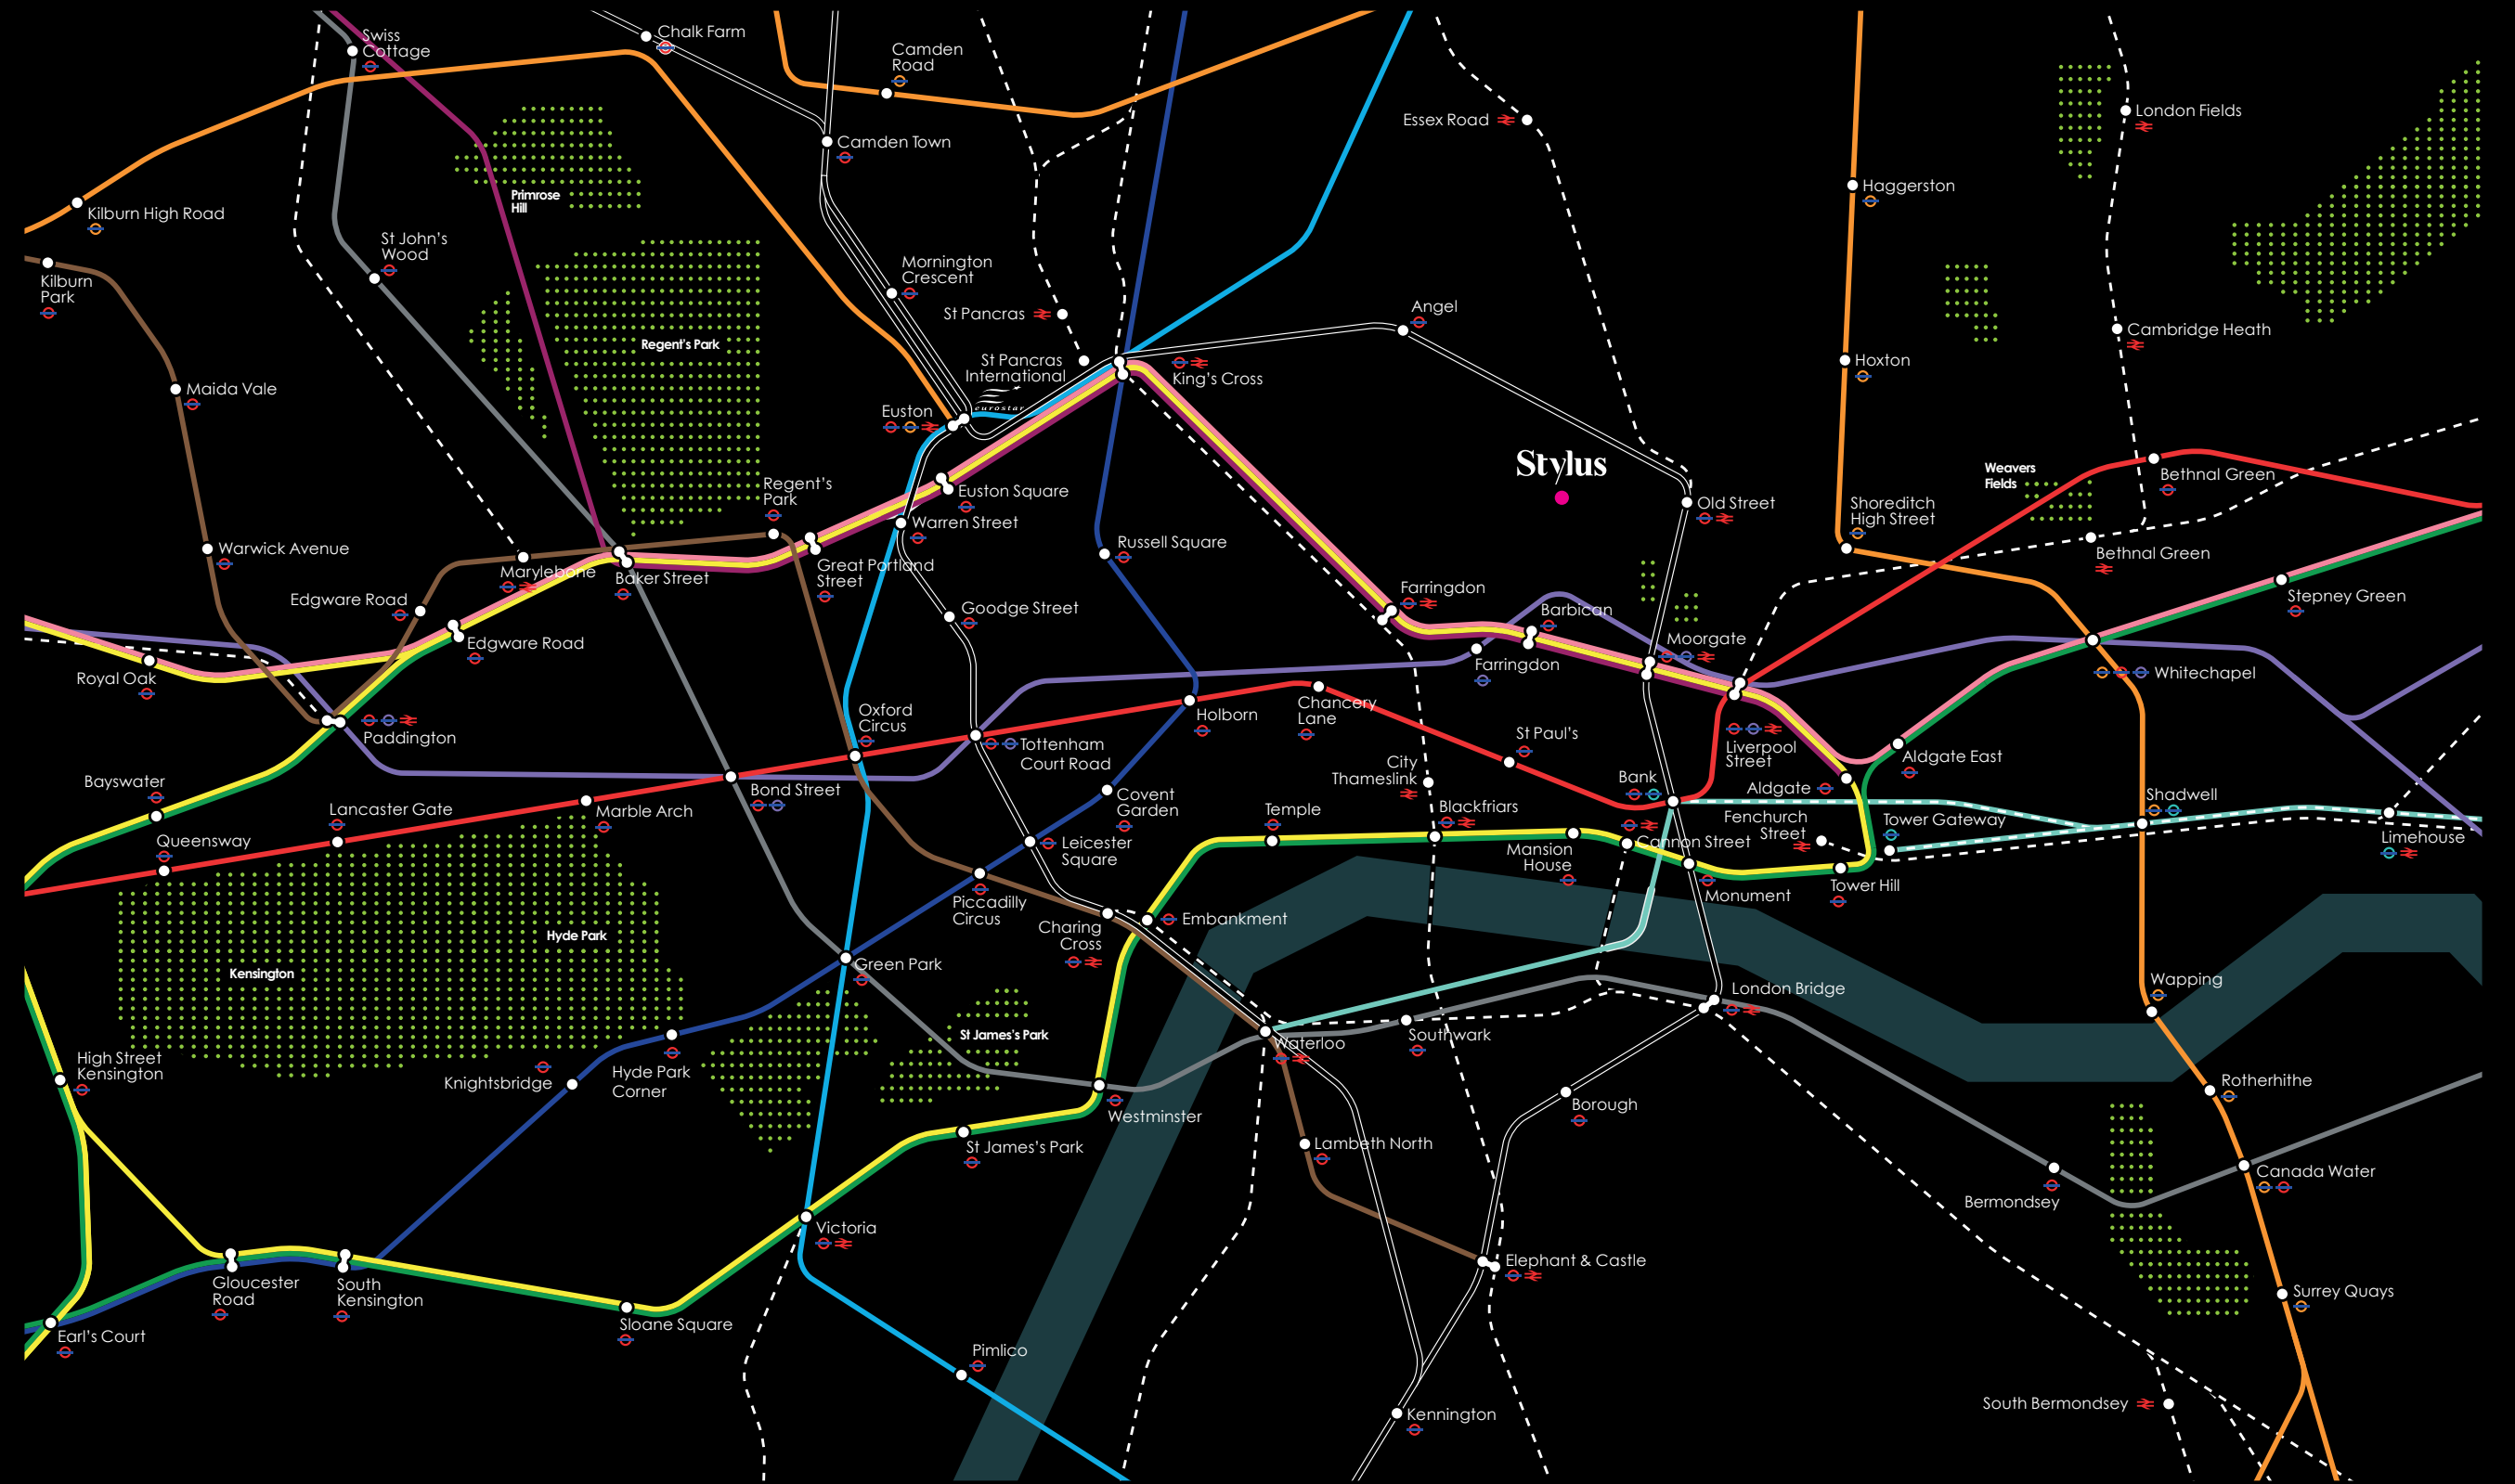 Swiss
Cottage
Chalk Farm
Camden
Road
Essex Road
London Fields
Camden Town
Kilburn High Road
Primrose
Hill
Haggerston
St John's
Wood
Kilburn
Park
Mornington
Crescent
St Pancras
Angel
Cambridge Heath
Regent's Park
St Pancras
International
eurostar
King's Cross
Hoxton
Maida Vale
Euston
Stylus
Weavers
Fields
Bethnal Green
Regent's
Park
Euston Square
Old Street
Shoreditch
High Street
Warren Street
Warwick Avenue
Russell Square
Bethnal Green
Marylebone
Baker Street
Great Portland
Street
Edgware Road
Goodge Street
Farringdon
Barbican
Stepney Green
Edgware Road
Moorgate
Farringdon
Royal Oak
Whitechapel
Paddington
Oxford
Circus
Holborn
Chancery
Lane
Tottenham
Court Road
St Paul's
Liverpool
Street
Aldgate East
Bayswater
City
Thameslink
Bank
Aldgate
Bond Street
Covent
Garden
Shadwell
Lancaster Gate
Marble Arch
Temple
Blackfriars
Fenchurch
Street
Tower Gateway
Queensway
Leicester
Square
Mansion
House
Cannon Street
Limehouse
Tower Hill
Monument
Piccadilly
Circus
Embankment
Charing
Cross
Hyde Park
Kensington
Green Park
Wapping
London Bridge
St James's Park
Southwark
Waterloo
High Street
Kensington
Knightsbridge
Hyde Park
Corner
Rotherhithe
Borough
Westminster
Lambeth North
St James's Park
Canada Water
Bermondsey
Victoria
Elephant & Castle
Gloucester
Road
South
Kensington
Surrey Quays
Sloane Square
Earl's Court
Pimlico
South Bermondsey
Kennington